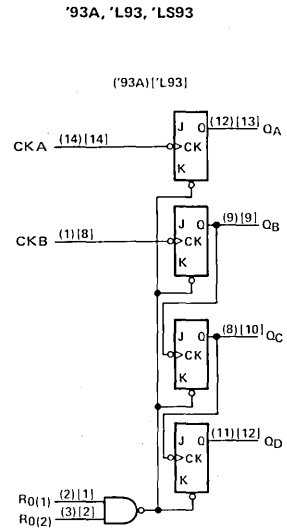 '93A, 'L93, 'LS93
('93A)['L93]
J Q (12)[13] QA
CKA (14)[14] CK
K
J Q (9)[9] QB
CKB (1)[8] CK
K
J Q (8)[10] QC
CK
K
J Q (11)[12] QD
CK
K
R0(1) (2)[1]
R0(2) (3)[2]